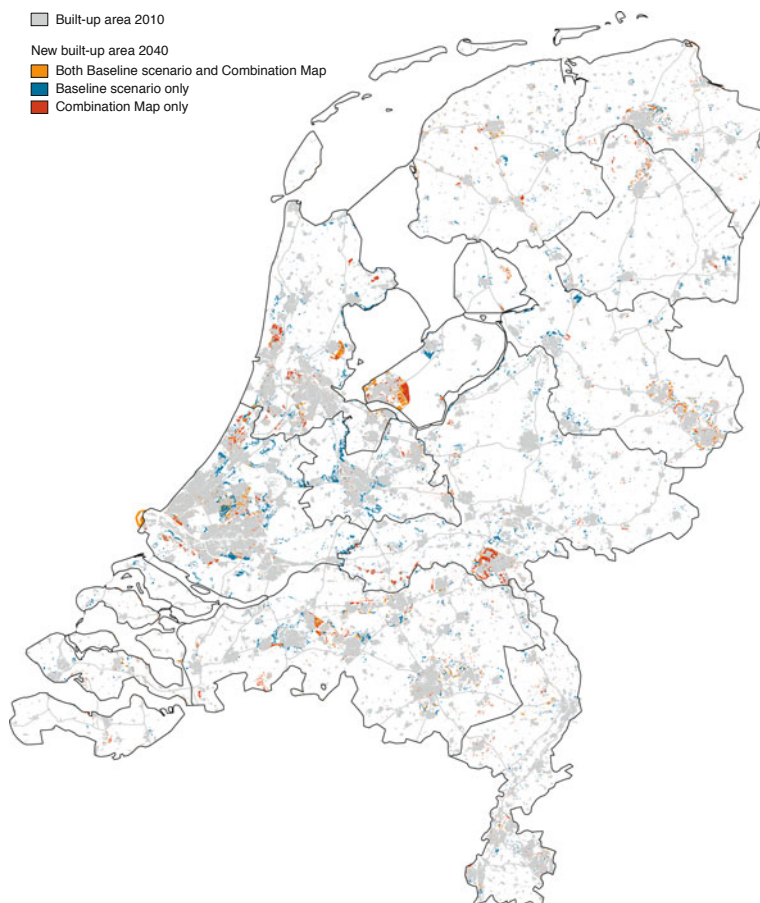 Built-up area 2010
New built-up area 2040
Both Baseline scenario and Combination Map
Baseline scenario only
Combination Map only